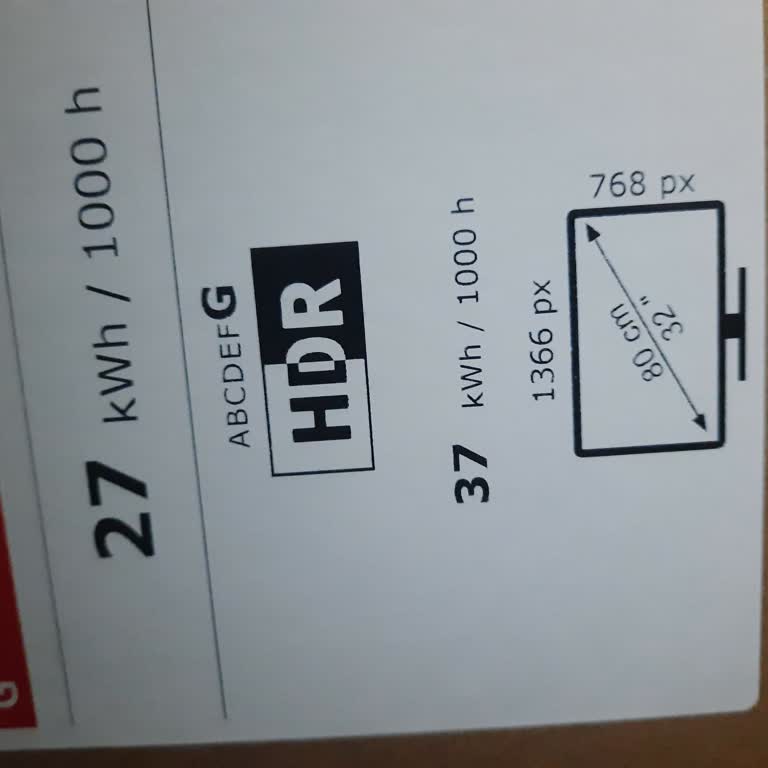 G
27 kWh / 1000 h
ABCDEFG
HDR
37 kWh / 1000 h
1366 px
768 px
80 cm
32"